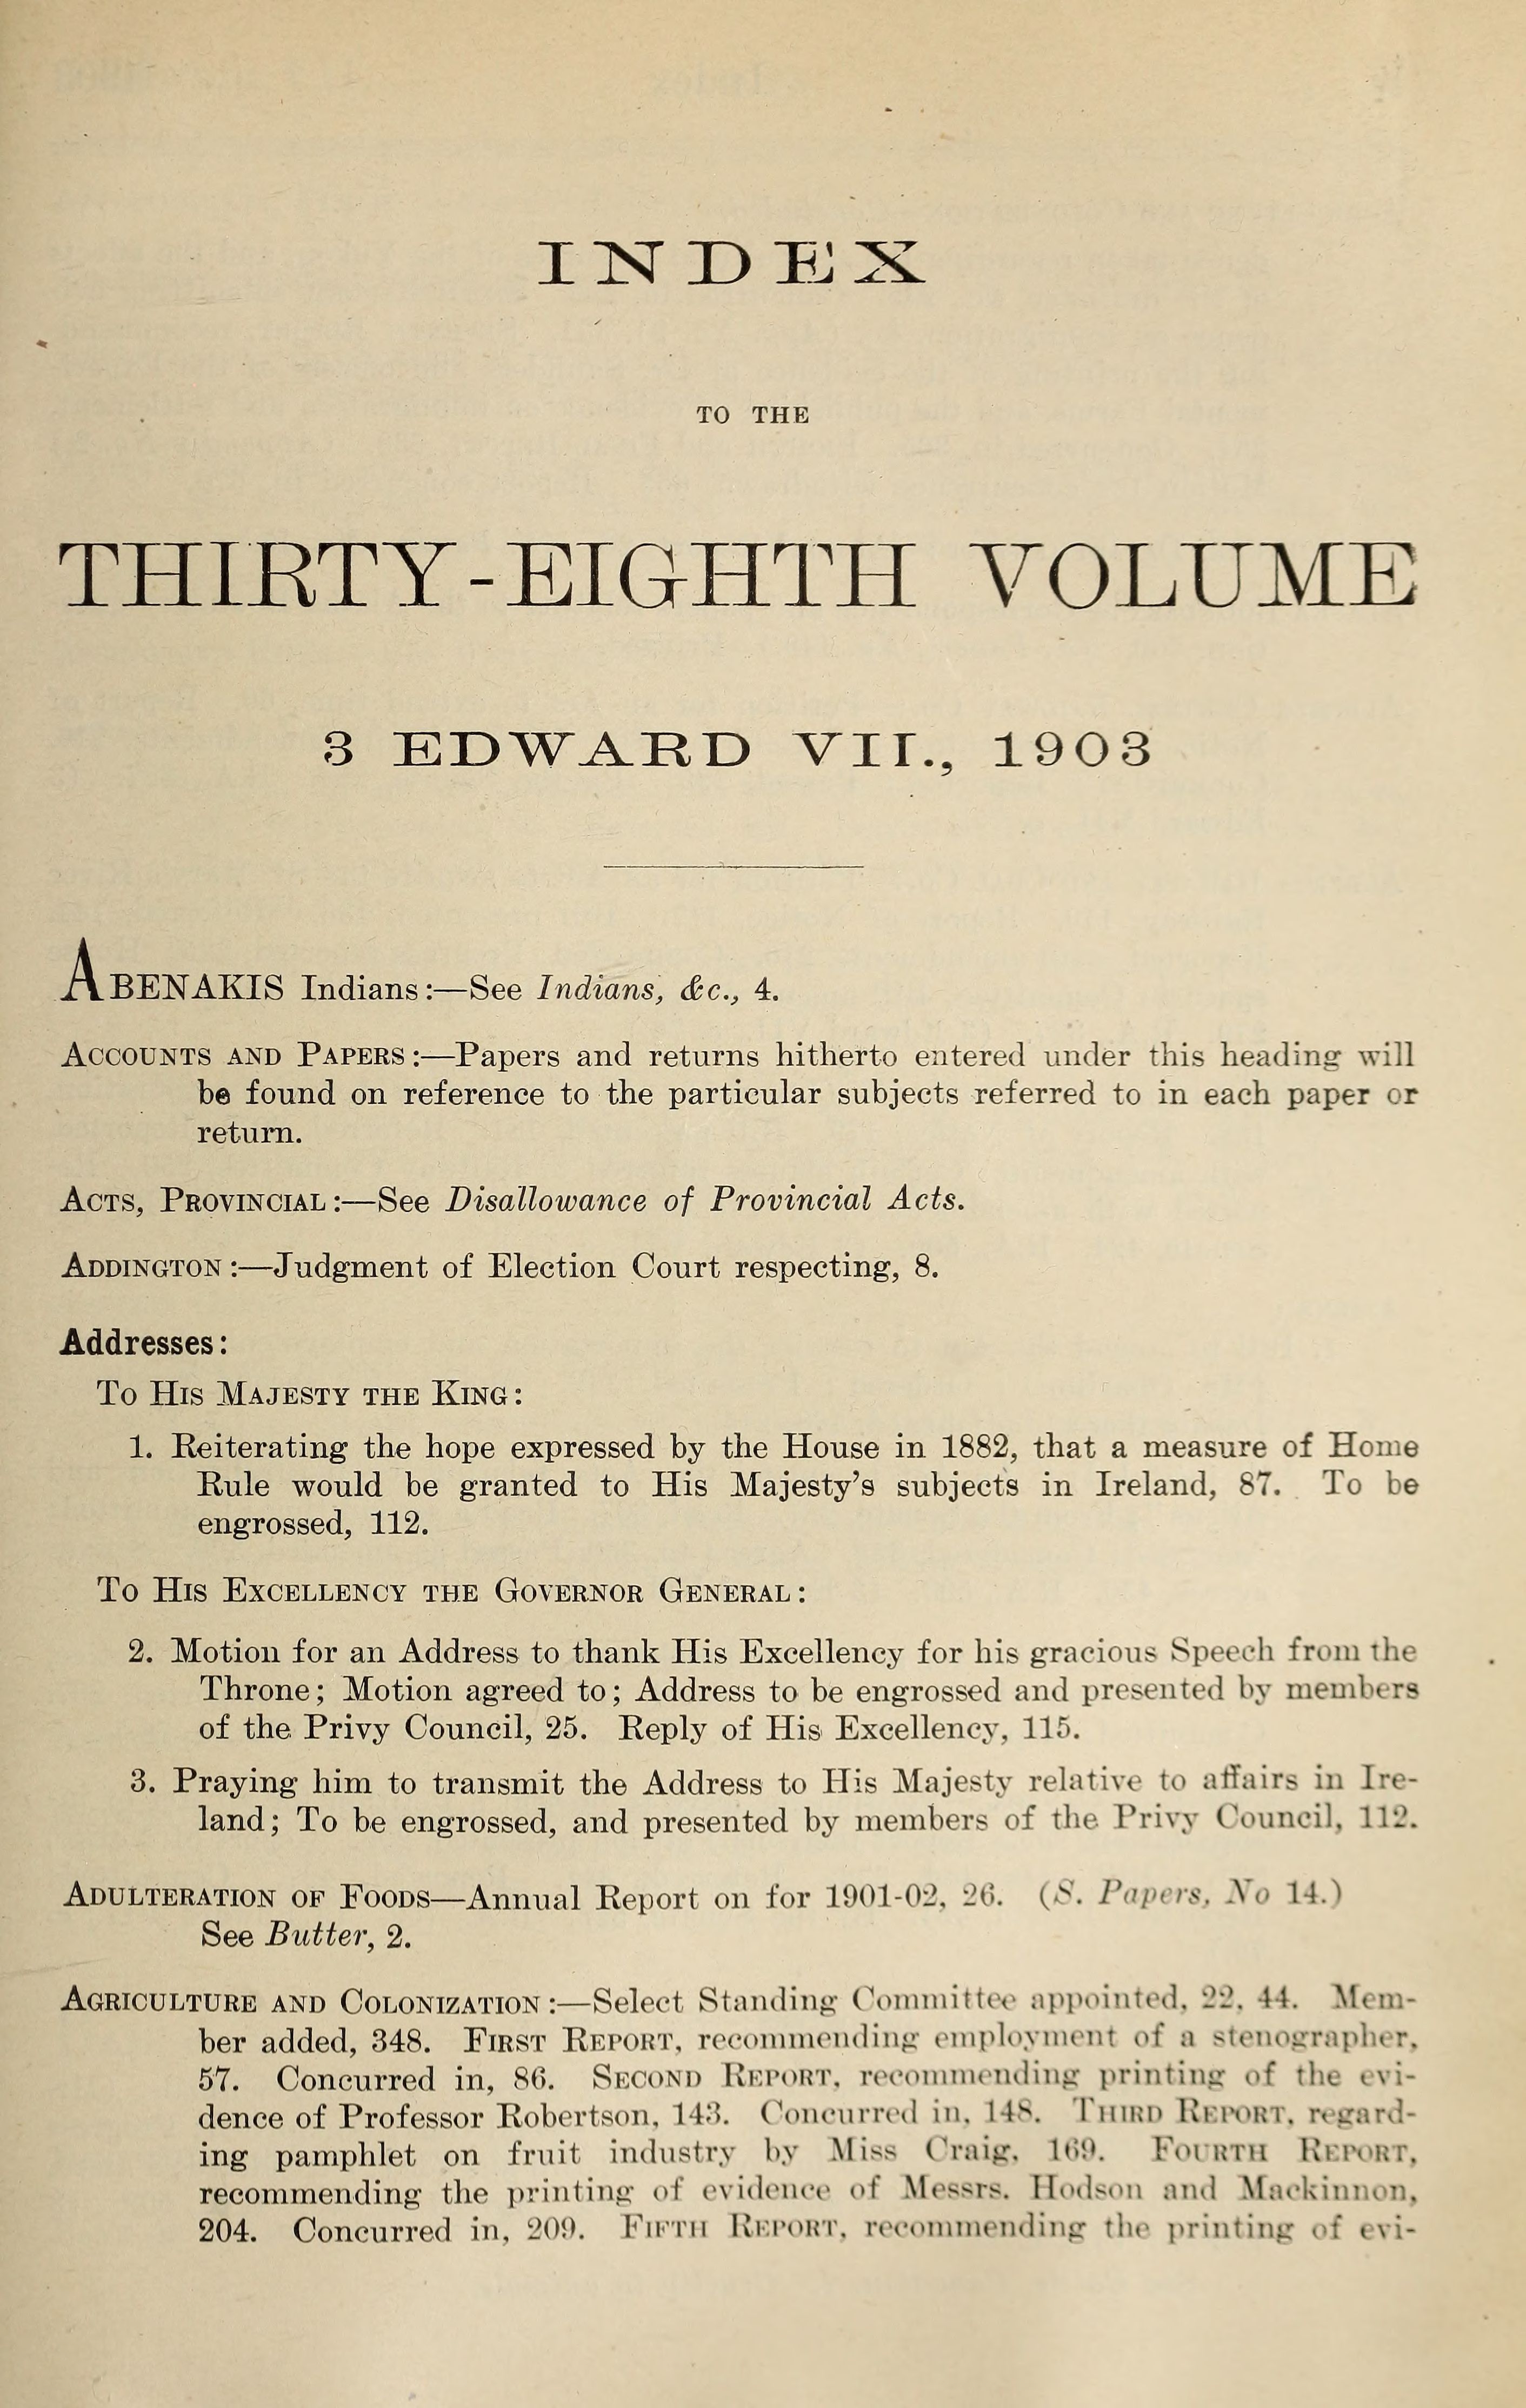 INDEX
TO THE
THIRTY-EIGHTH VOLUME
3 EDWARD VII., 1903
ABENAKIS Indians:—See Indians, &c., 4.
ACCOUNTS AND PAPERS:—Papers and returns hitherto entered under this heading will
be found on reference to the particular subjects referred to in each paper or
return.
ACTS, PROVINCIAL:—See Disallowance of Provincial Acts.
ADDINGTON:—Judgment of Election Court respecting, 8.
Addresses:
TO HIS MAJESTY THE KING:
1. Reiterating the hope expressed by the House in 1882, that a measure of Home
Rule would be granted to His Majesty's subjects in Ireland, 87. To be
engrossed, 112.
TO HIS EXCELLENCY THE GOVERNOR GENERAL:
2. Motion for an Address to thank His Excellency for his gracious Speech from the
Throne; Motion agreed to; Address to be engrossed and presented by members
of the Privy Council, 25. Reply of His Excellency, 115.
3. Praying him to transmit the Address to His Majesty relative to affairs in Ire-
land; To be engrossed, and presented by members of the Privy Council, 112.
ADULTERATION OF FOODS—Annual Report on for 1901-02, 26. (S. Papers, No 14.)
See Butter, 2.
AGRICULTURE AND COLONIZATION:—Select Standing Committee appointed, 22, 44. Mem-
ber added, 348. FIRST REPORT, recommending employment of a stenographer,
57. Concurred in, 86. SECOND REPORT, recommending printing of the evi-
dence of Professor Robertson, 143. Concurred in, 148. THIRD REPORT, regard-
ing pamphlet on fruit industry by Miss Craig, 169. FOURTH REPORT,
recommending the printing of evidence of Messrs. Hodson and Mackinnon,
204. Concurred in, 209. FIFTH REPORT, recommending the printing of evi-